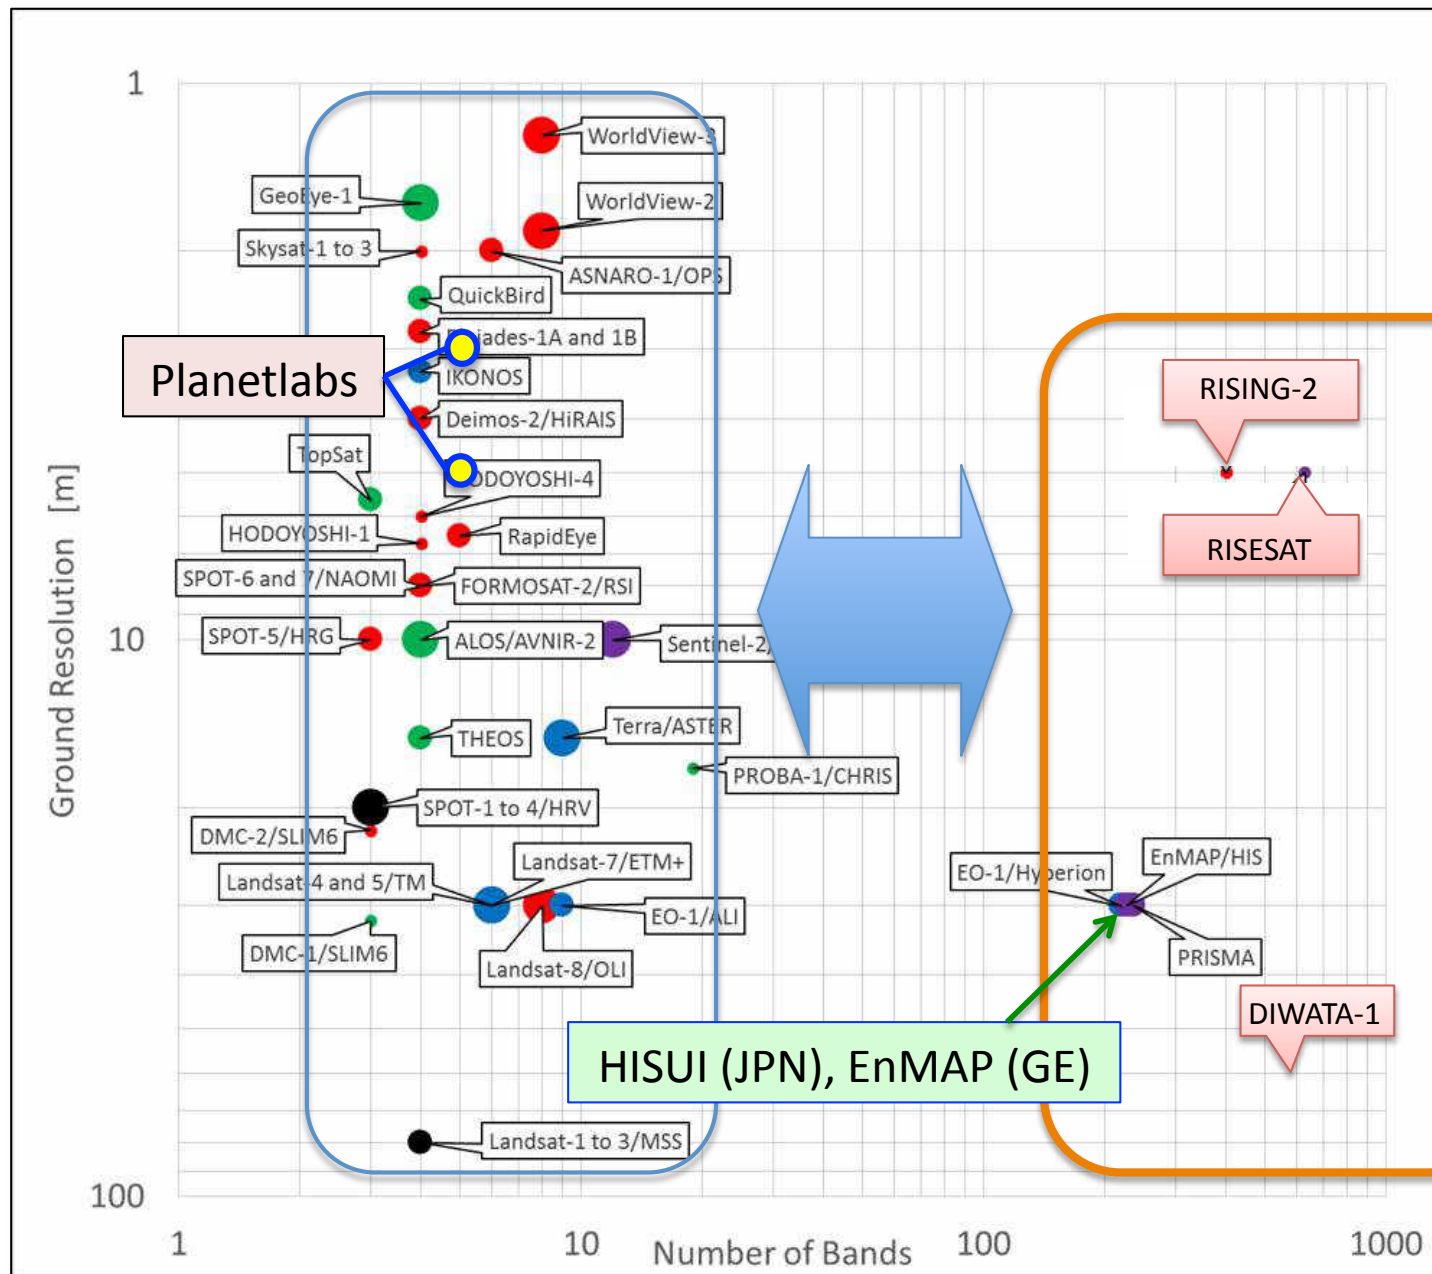 1
WorldView-3
GeoEye-1
WorldView-2
Skysat-1 to 3
ASNARO-1/OPS
QuickBird
Pleiades-1A and 1B
Planetlabs
IKONOS
RISING-2
Deimos-2/HiRAIS
TopSat
HODOYOSHI-4
HODOYOSHI-1
RapidEye
RISESAT
SPOT-6 and 7/NAOMI
FORMOSAT-2/RSI
Ground Resolution [m]
10
SPOT-5/HRG
ALOS/AVNIR-2
Sentinel-2/
THEOS
Terra/ASTER
PROBA-1/CHRIS
SPOT-1 to 4/HRV
DMC-2/SLIM6
Landsat-7/ETM+
Landsat-4 and 5/TM
EO-1/Hyperion
EnMAP/HIS
EO-1/ALI
DMC-1/SLIM6
Landsat-8/OLI
PRISMA
DIWATA-1
HISUI (JPN), EnMAP (GE)
Landsat-1 to 3/MSS
100
1
10
100
1000
Number of Bands